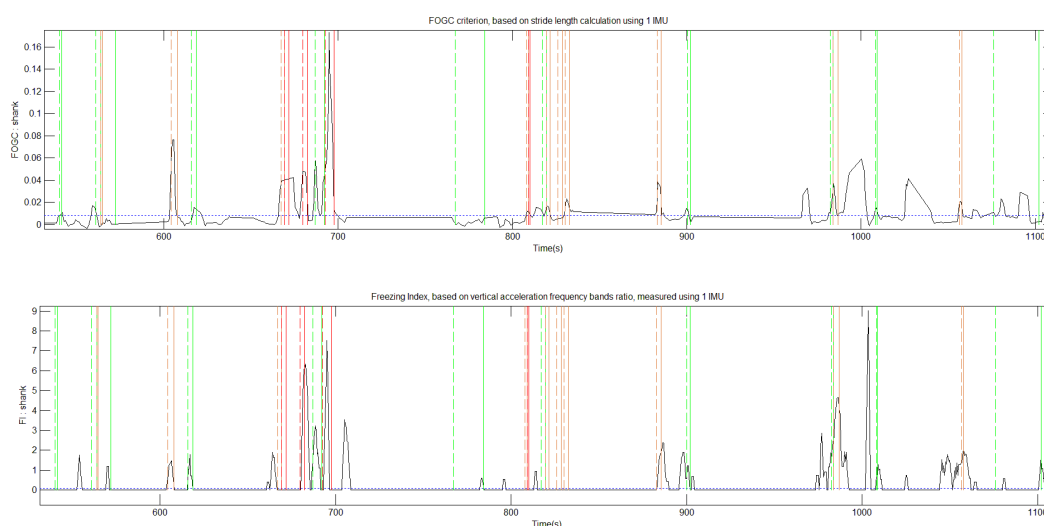 FOGC criterion, based on stride length calculation using 1 IMU
0.16
0.14
0.12
0.1
0.08
0.06
0.04
0.02
0
FOGC : shank
600 700 800 900 1000 1100
Time(s)
Freezing Index, based on vertical acceleration frequency bands ratio, measured using 1 IMU
9
8
7
6
5
4
3
2
1
0
FI : shank
600 700 800 900 1000 110
Time(s)